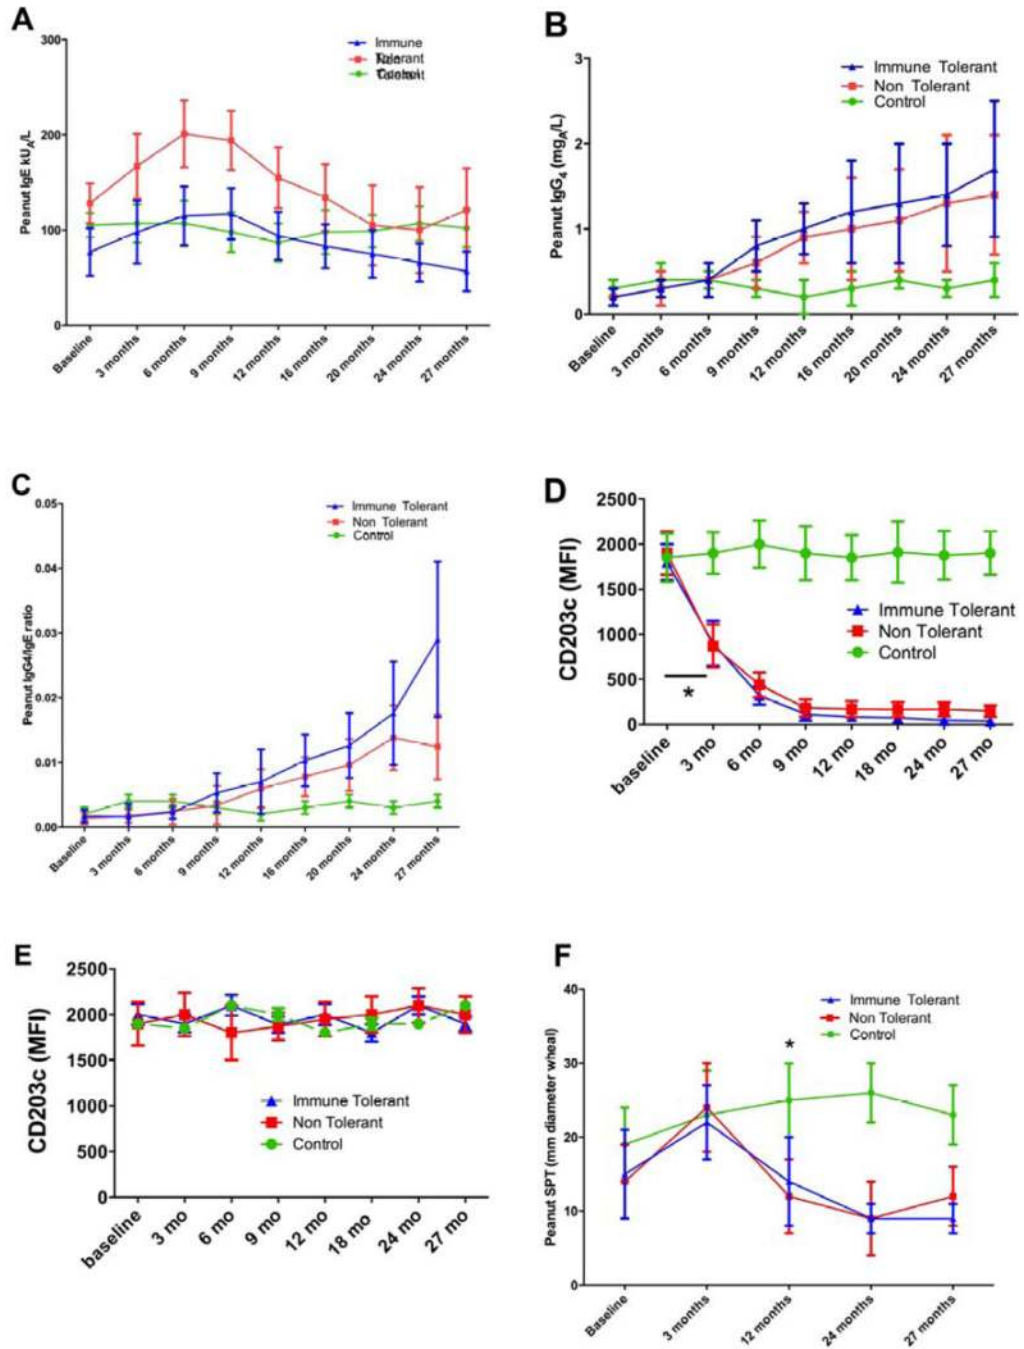 A
300
200
100
0
Peanut IgE kU_A/L
Immune
Tolerant
Non
Tolerant
Control
Baseline
3 months
6 months
9 months
12 months
16 months
20 months
24 months
27 months
B
3
2
1
0
Peanut IgG₄ (mg_A/L)
Immune Tolerant
Non Tolerant
Control
Baseline
3 months
6 months
9 months
12 months
16 months
20 months
24 months
27 months
C
0.05
0.04
0.03
0.02
0.01
0.00
Peanut IgG4/IgE ratio
Immune Tolerant
Non Tolerant
Control
Baseline
3 months
6 months
9 months
12 months
16 months
20 months
24 months
27 months
D
2500
2000
1500
1000
500
0
CD203c (MFI)
Immune Tolerant
Non Tolerant
Control
*
baseline
3 mo
6 mo
9 mo
12 mo
18 mo
24 mo
27 mo
E
2500
2000
1500
1000
500
0
CD203c (MFI)
Immune Tolerant
Non Tolerant
Control
baseline
3 mo
6 mo
9 mo
12 mo
18 mo
24 mo
27 mo
F
40
30
20
10
0
Peanut SPT (mm diameter wheal)
Immune Tolerant
Non Tolerant
Control
*
Baseline
3 months
12 months
24 months
27 months